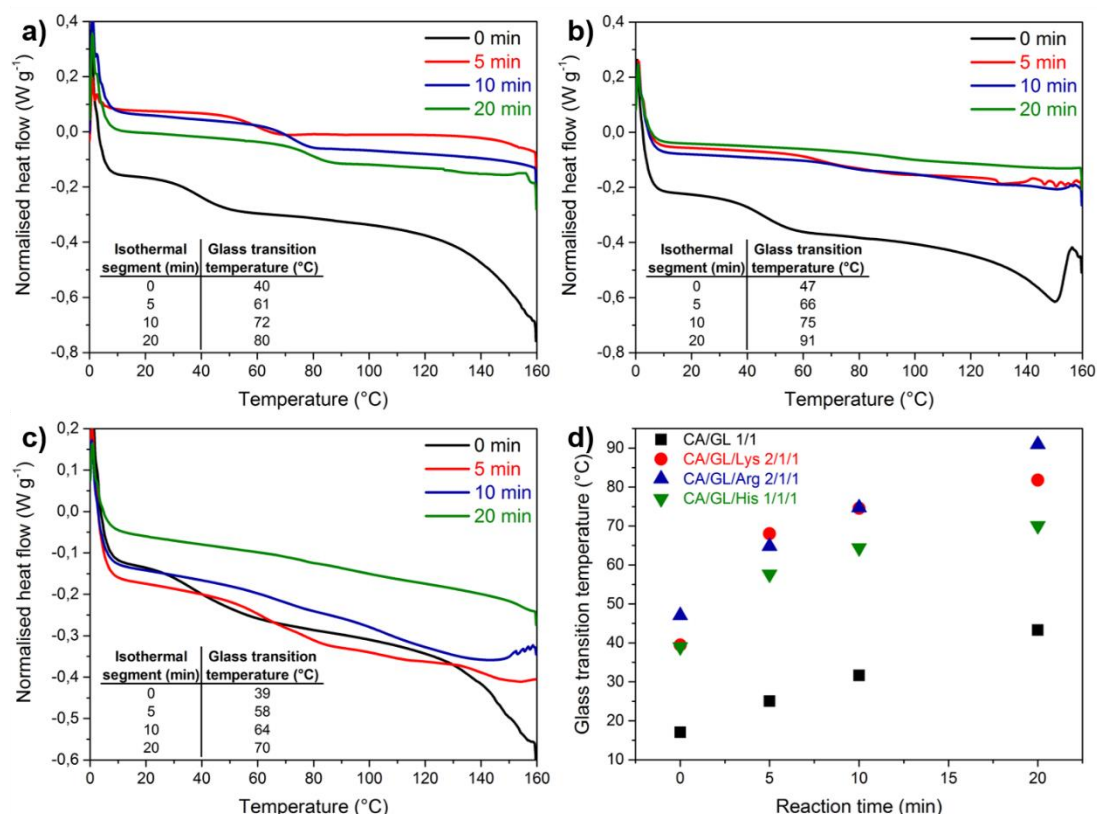 a)
0 min
5 min
10 min
20 min
0,4
0,2
0,0
-0,2
-0,4
-0,6
-0,8
Normalised heat flow (W g⁻¹)
Isothermal segment (min) Glass transition temperature (°C)
0 40
5 61
10 72
20 80
0 20 40 60 80 100 120 140 160
Temperature (°C)
b)
0 min
5 min
10 min
20 min
0,4
0,2
0,0
-0,2
-0,4
-0,6
-0,8
Normalised heat flow (W g⁻¹)
Isothermal segment (min) Glass transition temperature (°C)
0 47
5 66
10 75
20 91
0 20 40 60 80 100 120 140 160
Temperature (°C)
c)
0 min
5 min
10 min
20 min
0,2
0,1
0,0
-0,1
-0,2
-0,3
-0,4
-0,5
-0,6
Normalised heat flow (W g⁻¹)
Isothermal segment (min) Glass transition temperature (°C)
0 39
5 58
10 64
20 70
0 20 40 60 80 100 120 140 160
Temperature (°C)
d)
CA/GL 1/1
CA/GL/Lys 2/1/1
CA/GL/Arg 2/1/1
CA/GL/His 1/1/1
90
80
70
60
50
40
30
20
10
Glass transition temperature (°C)
0 5 10 15 20
Reaction time (min)